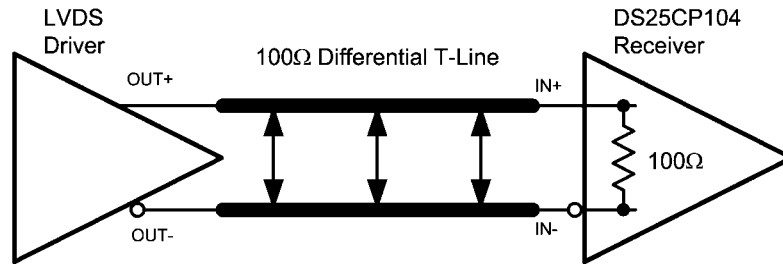 LVDS
Driver
DS25CP104
Receiver
100Ω Differential T-Line
OUT+
IN+
100Ω
OUT-
IN-